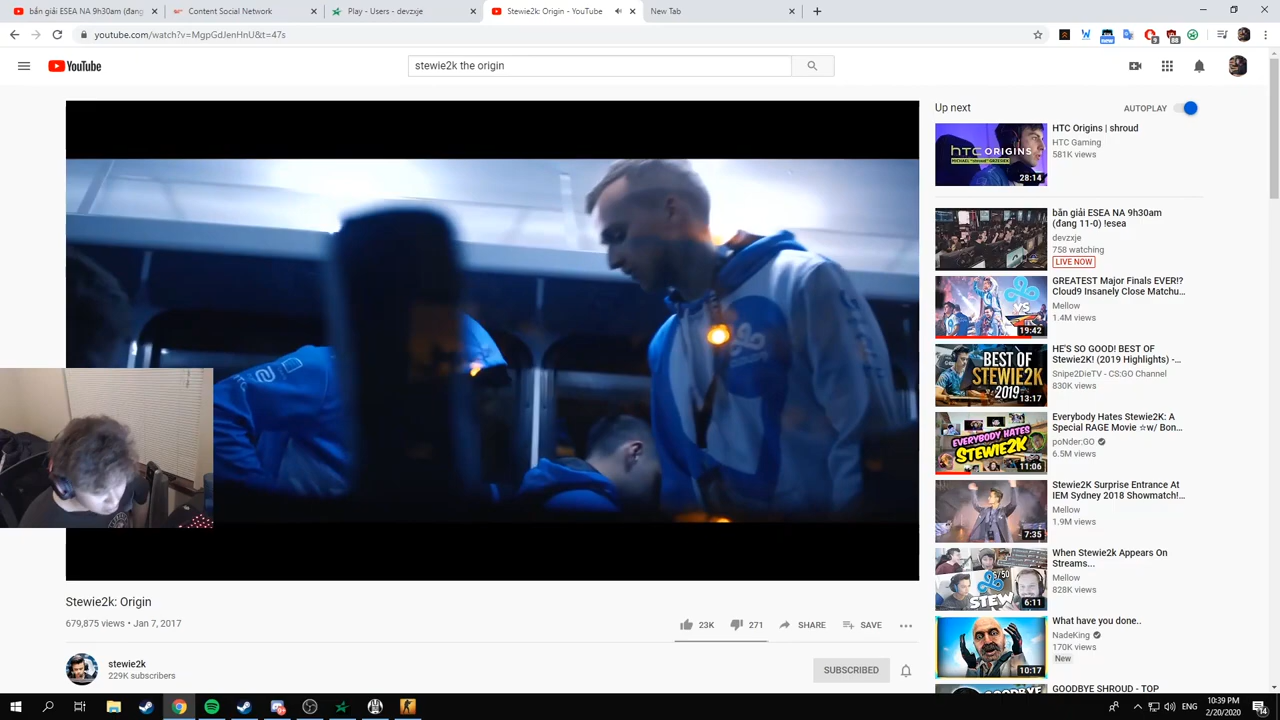 bắn giải ESEA NA 9h30am (đang
Content Social Network
Play - Users - devzxje
Stewie2k: Origin - YouTube
New Tab
youtube.com/watch?v=MgpGdJenHnU&t=47s
YouTube
stewie2k the origin
Up next
AUTOPLAY
HTC ORIGINS
28:14
HTC Origins | shroud
HTC Gaming
581K views
bắn giải ESEA NA 9h30am
(đang 11-0) !esea
devzxje
758 watching
LIVE NOW
VS
19:42
GREATEST Major Finals EVER!?
Cloud9 Insanely Close Matchu...
Mellow
1.4M views
BEST OF
STEWIE2K
2019
13:17
HE'S SO GOOD! BEST OF
Stewie2K! (2019 Highlights) -...
Snipe2DieTV - CS:GO Channel
830K views
EVERYBODY HATES
STEWIE2K
11:06
Everybody Hates Stewie2K: A
Special RAGE Movie ☆w/ Bon...
poNder:GO
6.5M views
7:35
Stewie2K Surprise Entrance At
IEM Sydney 2018 Showmatch!...
Mellow
1.9M views
STEW
6:11
When Stewie2k Appears On
Streams...
Mellow
828K views
10:17
What have you done..
NadeKing
170K views
New
GOODBYE SHROUD - TOP
Stewie2k: Origin
679,875 views • Jan 7, 2017
23K
271
SHARE
SAVE
stewie2k
229K subscribers
SUBSCRIBED
ENG
10:39 PM
2/20/2020
14